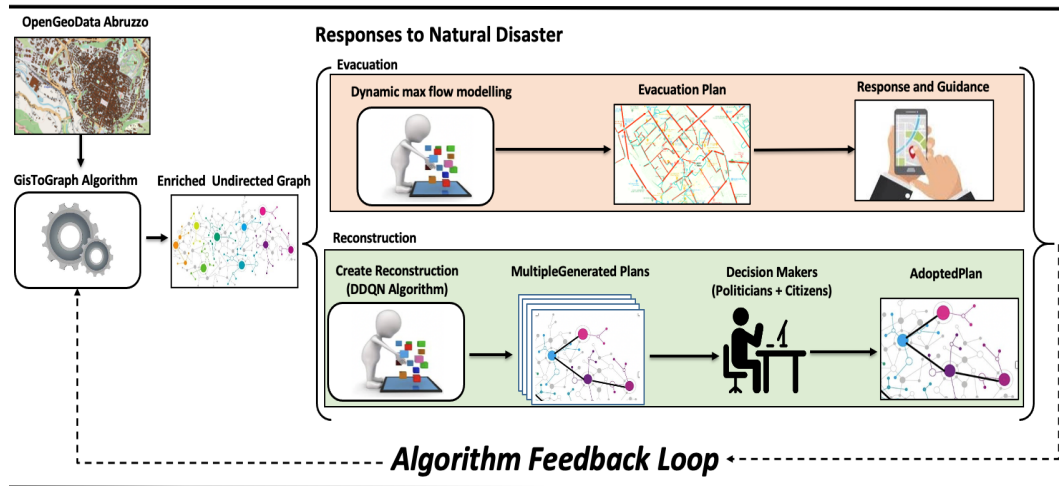 OpenGeoData Abruzzo
Responses to Natural Disaster
Evacuation
Dynamic max flow modelling
Evacuation Plan
Response and Guidance
GisToGraph Algorithm
Enriched Undirected Graph
Reconstruction
Create Reconstruction
(DDQN Algorithm)
MultipleGenerated Plans
Decision Makers
(Politicians + Citizens)
AdoptedPlan
Algorithm Feedback Loop